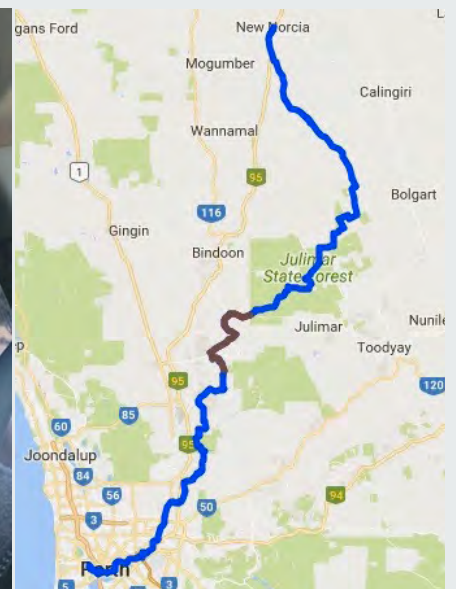 gans Ford
New Norcia
Mogumber
Calingiri
Wannamal
1
95
Bolgart
116
Gingin
Bindoon
Julimar
State Forest
Julimar
Nunile
Toodyay
95
120
85
60
95
Joondalup
84
56
94
50
3
Perth
5
3